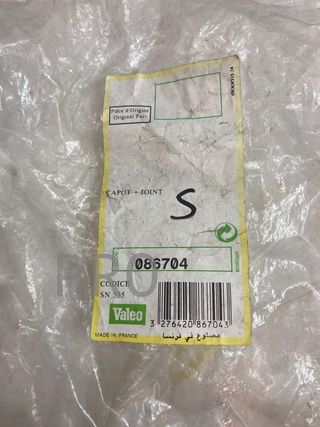 Pièce d'Origine
Original Part
CAPOT + JOINT
S
086704
CODICE
SN 535
Valeo
3 276420 867043
MADE IN FRANCE
مصنوع في فرنسا